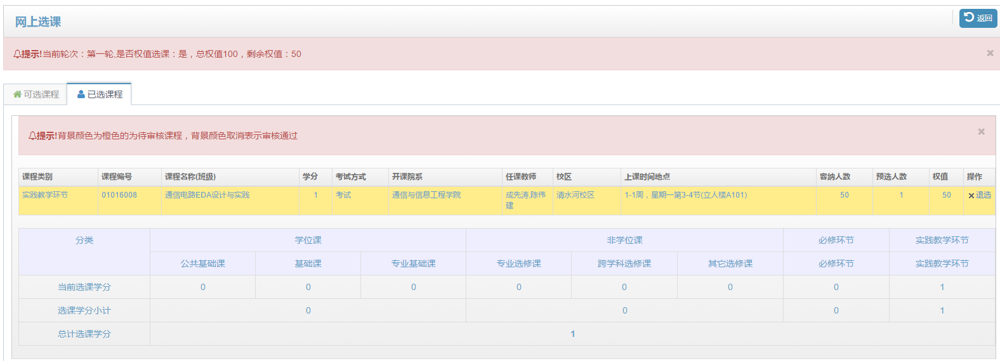 网上选课
返回
提示!当前轮次：第一轮,是否权值选课：是，总权值100，剩余权值：50
可选课程 已选课程
提示!背景颜色为橙色的为待审核课程，背景颜色取消表示审核通过
课程类别 课程编号 课程名称(班级) 学分 考试方式 开课院系 任课教师 校区 上课时间地点 容纳人数 预选人数 权值 操作
实践教学环节 01016008 通信电路EDA设计与实践 1 考试 通信与信息工程学院 成先涛,陈伟 清水河校区 1-1周，星期一第3-4节(立人楼A101) 50 1 50 退选
建
分类 学位课 非学位课 必修环节 实践教学环节
公共基础课 基础课 专业基础课 专业选修课 跨学科选修课 其它选修课 必修环节 实践教学环节
当前选课学分 0 0 0 0 0 0 0 1
选课学分小计 0 0 0 1
总计选课学分 1